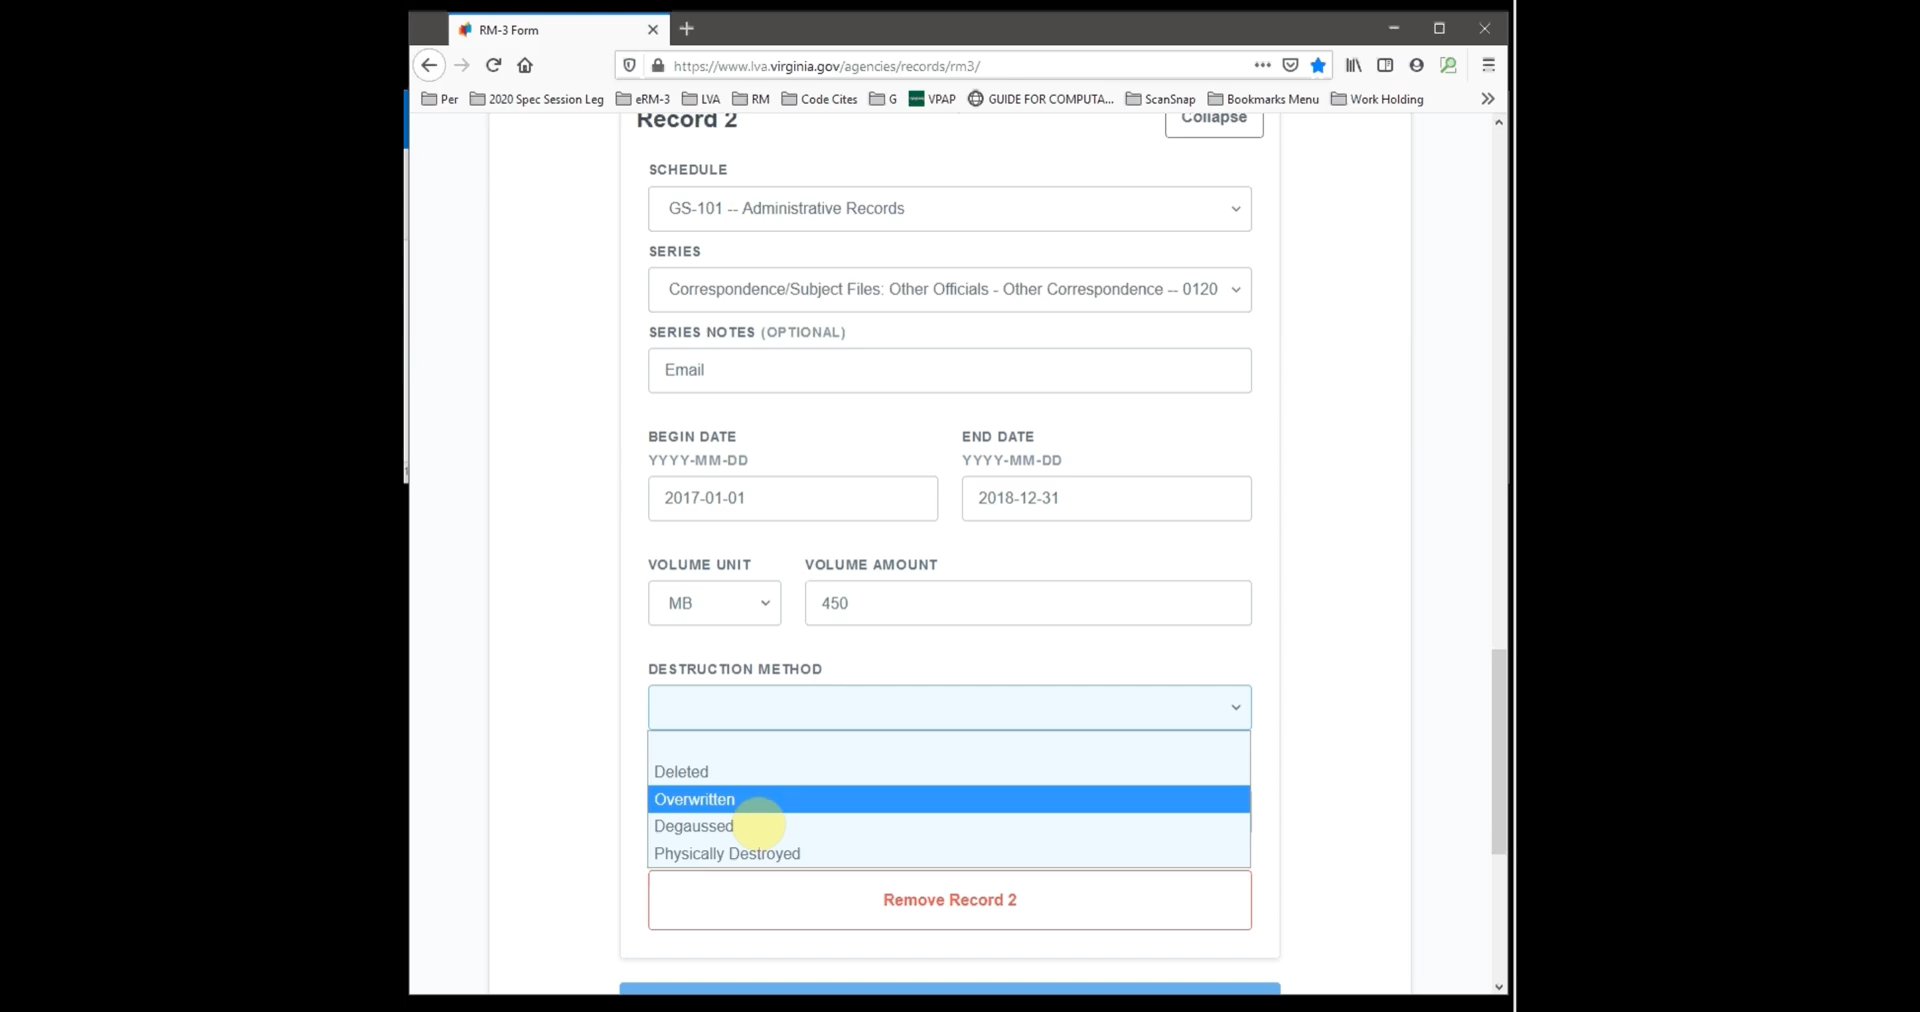 RM-3 Form
https://www.lva.virginia.gov/agencies/records/rm3/
Per 2020 Spec Session Leg eRM-3 LVA RM Code Cites G VPAP GUIDE FOR COMPUTA... ScanSnap Bookmarks Menu Work Holding
Record 2 Collapse
SCHEDULE
GS-101 -- Administrative Records
SERIES
Correspondence/Subject Files: Other Officials - Other Correspondence -- 0120
SERIES NOTES (OPTIONAL)
Email
BEGIN DATE END DATE
YYYY-MM-DD YYYY-MM-DD
2017-01-01 2018-12-31
VOLUME UNIT VOLUME AMOUNT
MB 450
DESTRUCTION METHOD
Deleted
Overwritten
Degaussed
Physically Destroyed
Remove Record 2